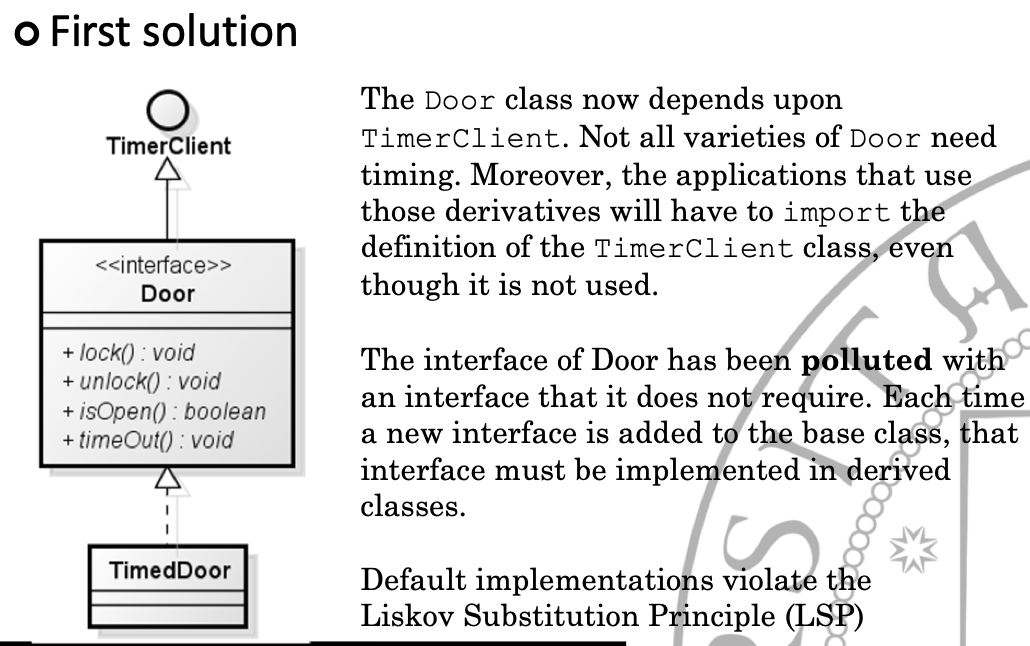 First solution
TimerClient
<<interface>>
Door
+ lock() : void
+ unlock() : void
+ isOpen() : boolean
+ timeOut() : void
TimedDoor
The Door class now depends upon
TimerClient. Not all varieties of Door need
timing. Moreover, the applications that use
those derivatives will have to import the
definition of the TimerClient class, even
though it is not used.
The interface of Door has been polluted with
an interface that it does not require. Each time
a new interface is added to the base class, that
interface must be implemented in derived
classes.
Default implementations violate the
Liskov Substitution Principle (LSP)